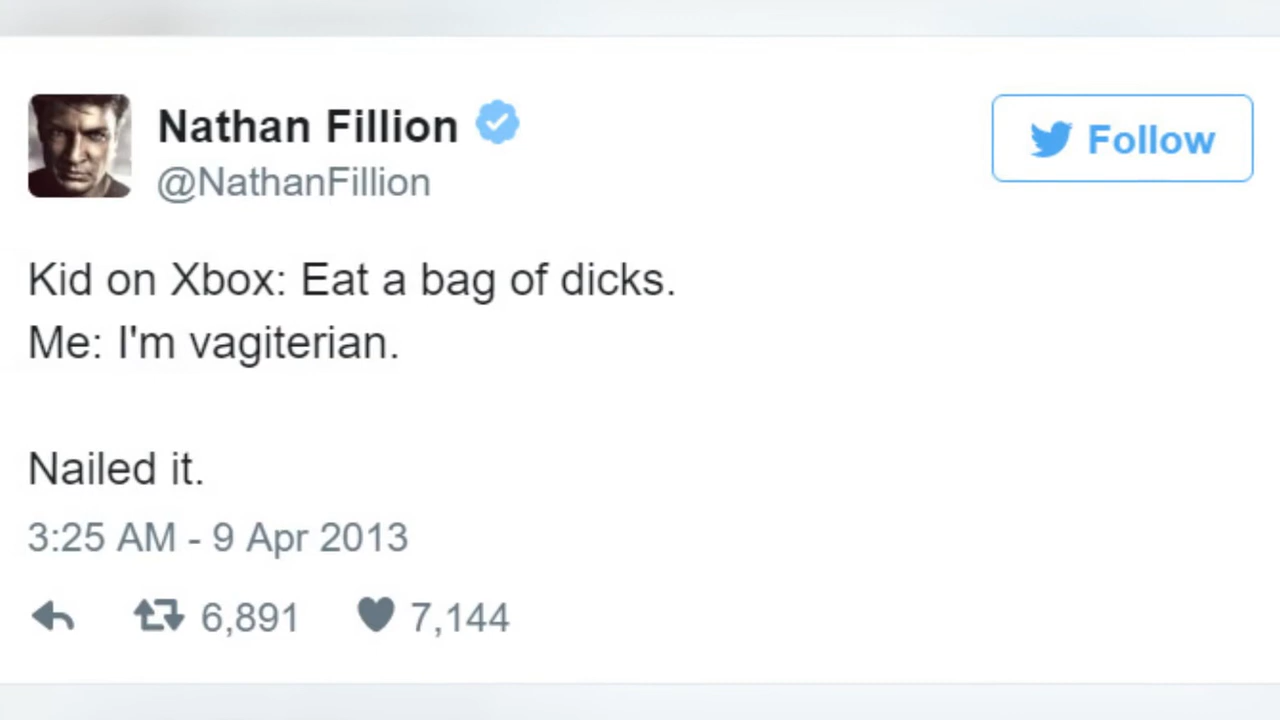 Nathan Fillion
@NathanFillion
Follow
Kid on Xbox: Eat a bag of dicks.
Me: I'm vagiterian.
Nailed it.
3:25 AM - 9 Apr 2013
6,891 7,144